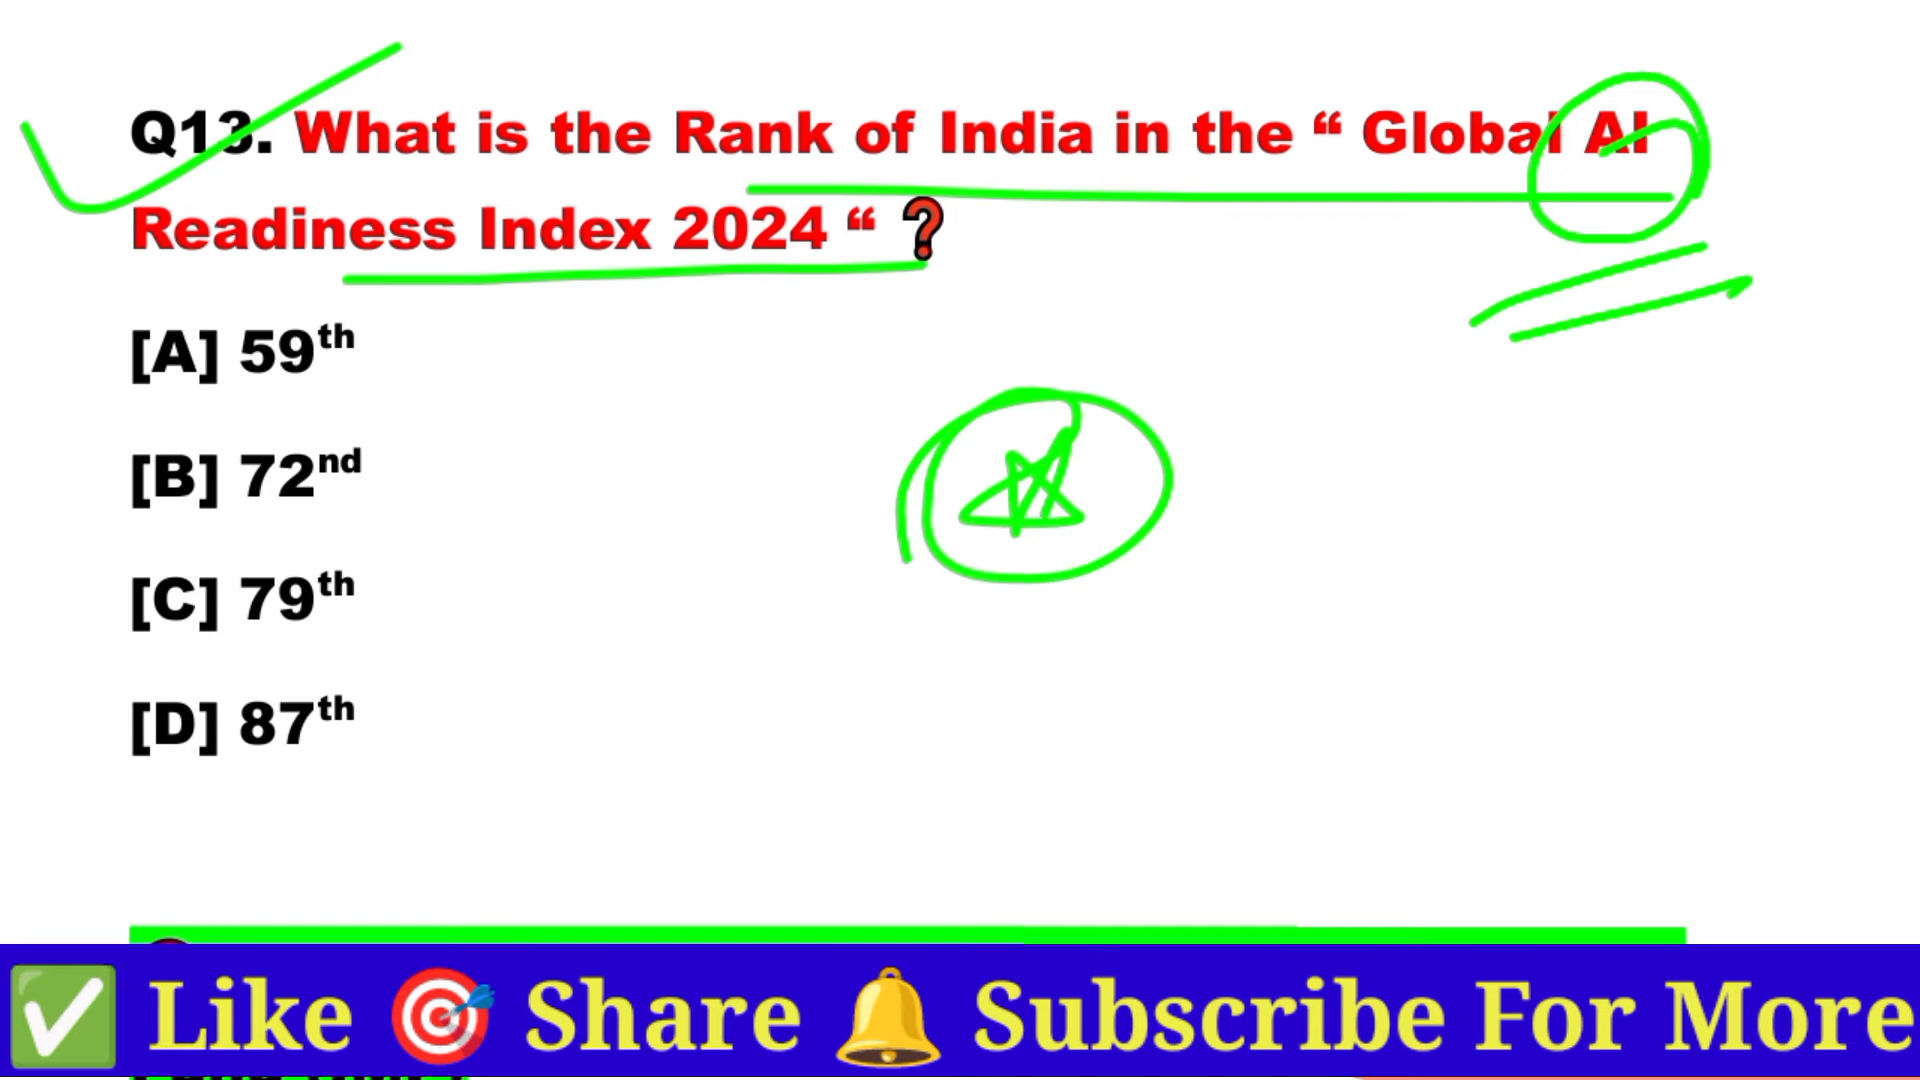 Q13. What is the Rank of India in the “ Global AI
Readiness Index 2024 “ ❓
[A] 59th
[B] 72nd
[C] 79th
[D] 87th
✅ Like 🎯 Share 🔔 Subscribe For More